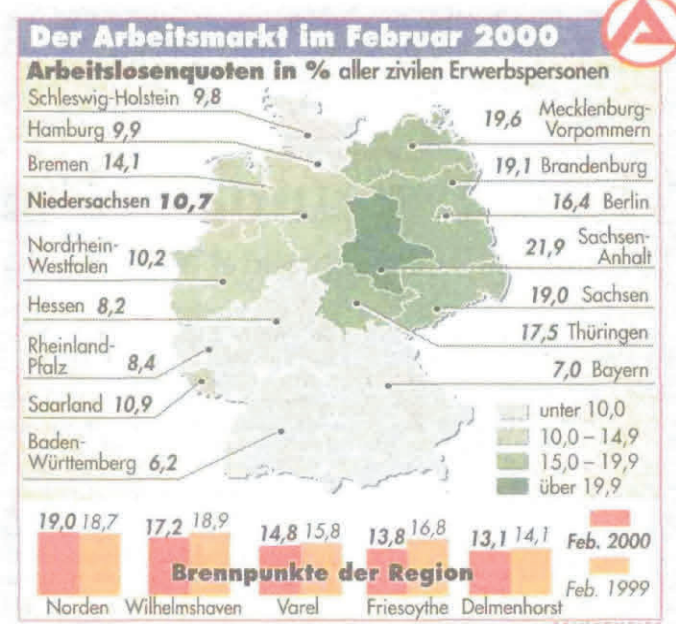 Der Arbeitsmarkt im Februar 2000
Arbeitslosenquoten in % aller zivilen Erwerbspersonen
Schleswig-Holstein 9,8
Hamburg 9,9
Bremen 14,1
Niedersachsen 10,7
Nordrhein-
Westfalen 10,2
Hessen 8,2
Rheinland-
Pfalz 8,4
Saarland 10,9
Baden-
Württemberg 6,2
19,6 Mecklenburg-
Vorpommern
19,1 Brandenburg
16,4 Berlin
21,9 Sachsen-
Anhalt
19,0 Sachsen
17,5 Thüringen
7,0 Bayern
unter 10,0
10,0 – 14,9
15,0 – 19,9
über 19,9
19,0 18,7 17,2 18,9 14,8 15,8 13,8 16,8 13,1 14,1
Feb. 2000
Brennpunkte der Region
Feb. 1999
Norden Wilhelmshaven Varel Friesoythe Delmenhorst